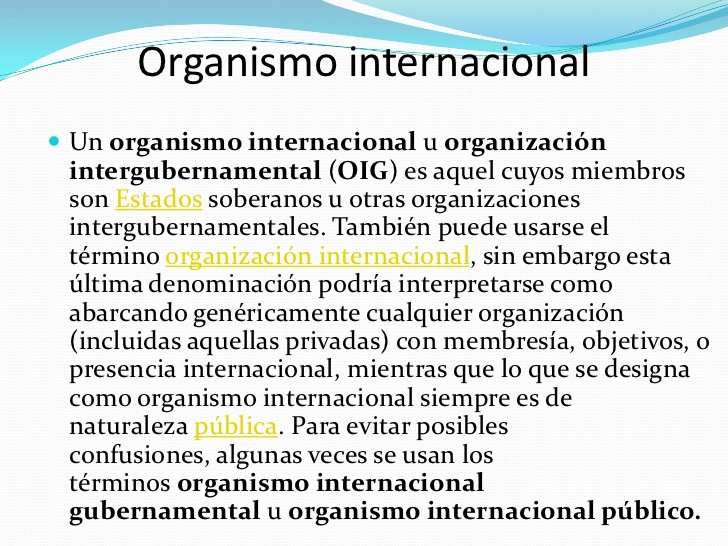 Organismo internacional
Un organismo internacional u organización
intergubernamental (OIG) es aquel cuyos miembros
son Estados soberanos u otras organizaciones
intergubernamentales. También puede usarse el
término organización internacional, sin embargo esta
última denominación podría interpretarse como
abarcando genéricamente cualquier organización
(incluidas aquellas privadas) con membresía, objetivos, o
presencia internacional, mientras que lo que se designa
como organismo internacional siempre es de
naturaleza pública. Para evitar posibles
confusiones, algunas veces se usan los
términos organismo internacional
gubernamental u organismo internacional público.